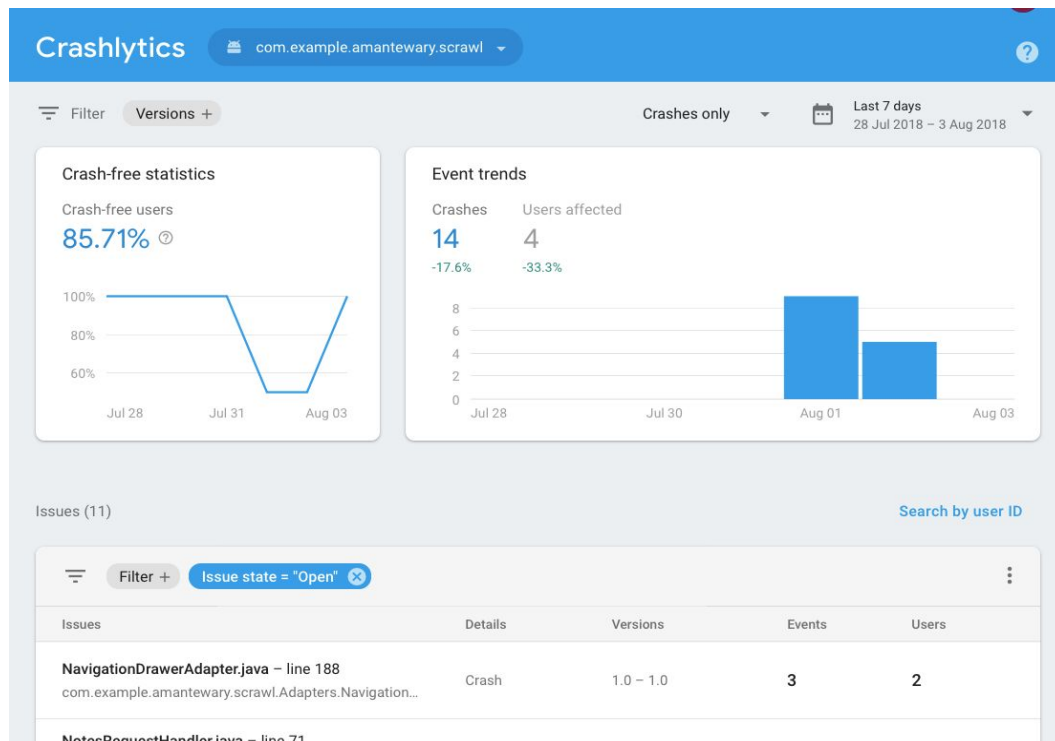 Crashlytics
com.example.amantewary.scrawl
?
Filter
Versions +
Crashes only
Last 7 days
28 Jul 2018 – 3 Aug 2018
Crash-free statistics
Crash-free users
85.71% ?
100%
80%
60%
Jul 28 Jul 31 Aug 03
Event trends
Crashes Users affected
14 4
-17.6% -33.3%
8
6
4
2
0
Jul 28 Jul 30 Aug 01 Aug 03
Issues (11)
Search by user ID
Filter +
Issue state = "Open"
Issues Details Versions Events Users
NavigationDrawerAdapter.java – line 188
com.example.amantewary.scrawl.Adapters.Navigation...
Crash 1.0 – 1.0 3 2
NotesRequestHandler.java – line 71